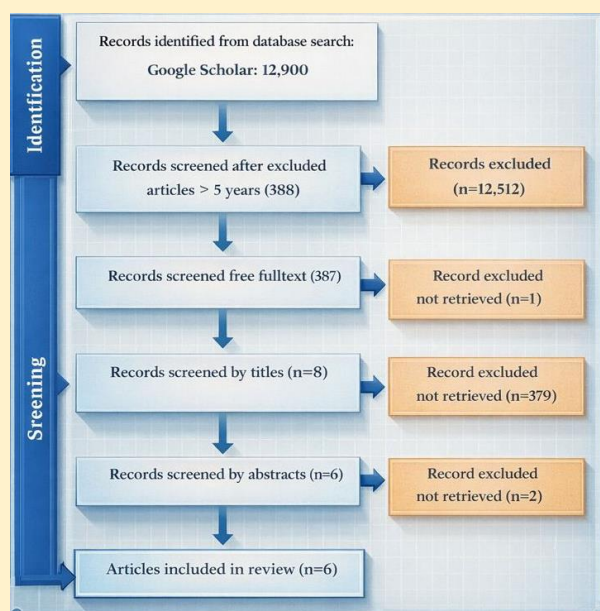 Identfication
Records identified from database search:
Google Scholar: 12,900
Records screened after excluded
articles > 5 years (388)
Records excluded
(n=12,512)
Records screened free fulltext (387)
Record excluded
not retrieved (n=1)
Sreening
Records screened by titles (n=8)
Record excluded
not retrieved (n=379)
Records screened by abstracts (n=6)
Record excluded
not retrieved (n=2)
Articles included in review (n=6)